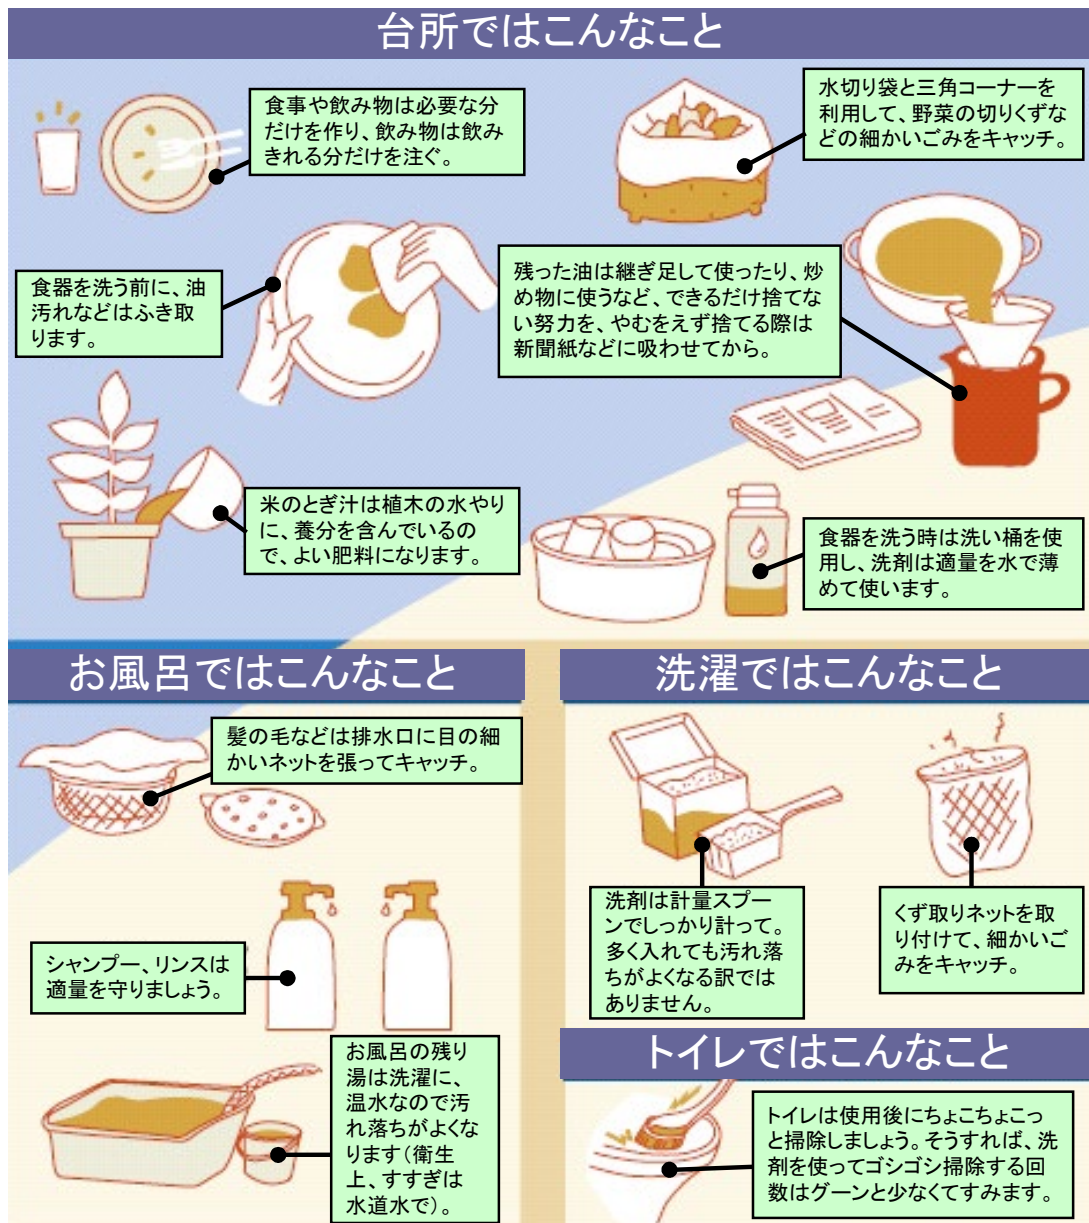 台所ではこんなこと
食事や飲み物は必要な分
だけを作り、飲み物は飲み
きれる分だけを注ぐ。
水切り袋と三角コーナーを
利用して、野菜の切りくずな
どの細かいごみをキャッチ。
食器を洗う前に、油
汚れなどはふき取
ります。
残った油は継ぎ足して使ったり、炒
め物に使うなど、できるだけ捨てな
い努力を、やむをえず捨てる際は
新聞紙などに吸わせてから。
米のとぎ汁は植木の水やり
に、養分を含んでいるの
で、よい肥料になります。
食器を洗う時は洗い桶を使
用し、洗剤は適量を水で薄
めて使います。
お風呂ではこんなこと
髪の毛などは排水口に目の細
かいネットを張ってキャッチ。
シャンプー、リンスは
適量を守りましょう。
お風呂の残り
湯は洗濯に、
温水なので汚
れ落ちがよくな
ります（衛生
上、すすぎは
水道水で）。
洗濯ではこんなこと
洗剤は計量スプー
ンでしっかり計って。
多く入れても汚れ落
ちがよくなる訳では
ありません。
くず取りネットを取
り付けて、細かいご
みをキャッチ。
トイレではこんなこと
トイレは使用後にちょこちょこっ
と掃除しましょう。そうすれば、洗
剤を使ってゴシゴシ掃除する回
数はグーンと少なくてすみます。